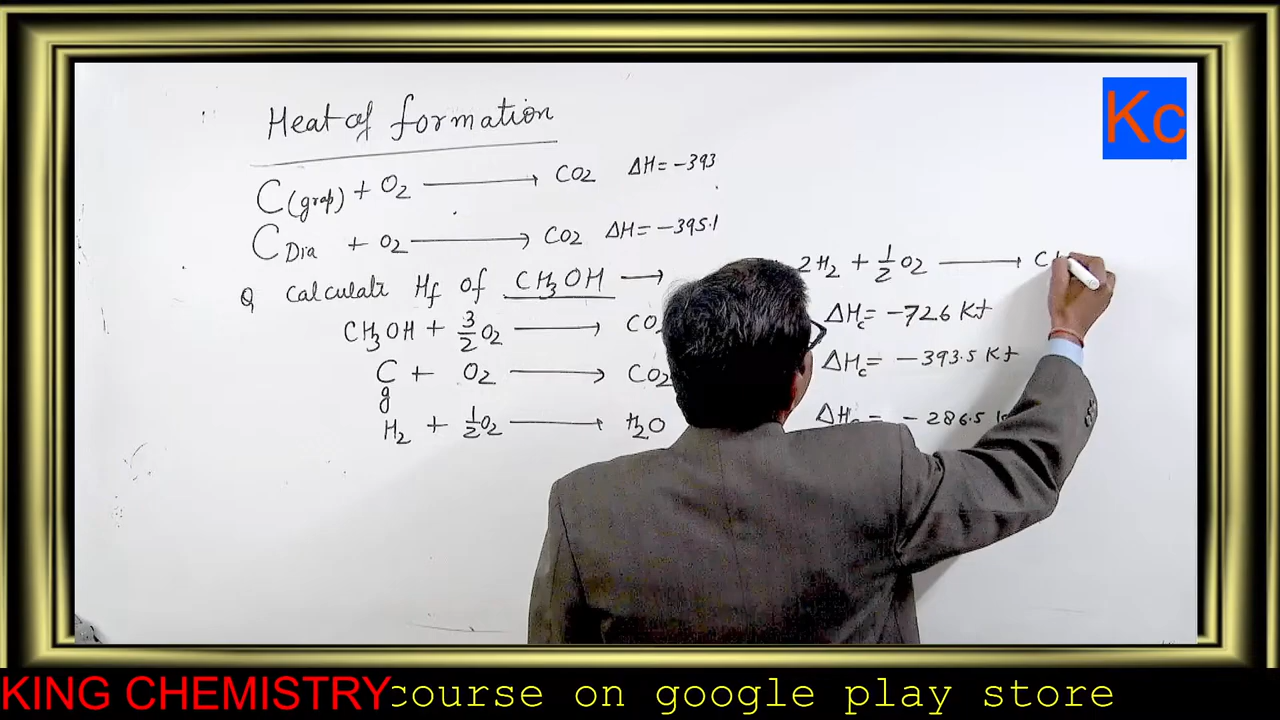 Kc
Heat of formation
C(grap) + O2 → CO2 ΔH = -393
CDia + O2 → CO2 ΔH = -395.1
Q Calculate Hf of CH3OH → 2H2 + 1/2 O2 →
CH3OH + 3/2 O2 → CO2 ΔHc = -726 KJ
C g + O2 → CO2 ΔHc = -393.5 KJ
H2 + 1/2 O2 → H2O = -286.5
KING CHEMISTRY course on google play store